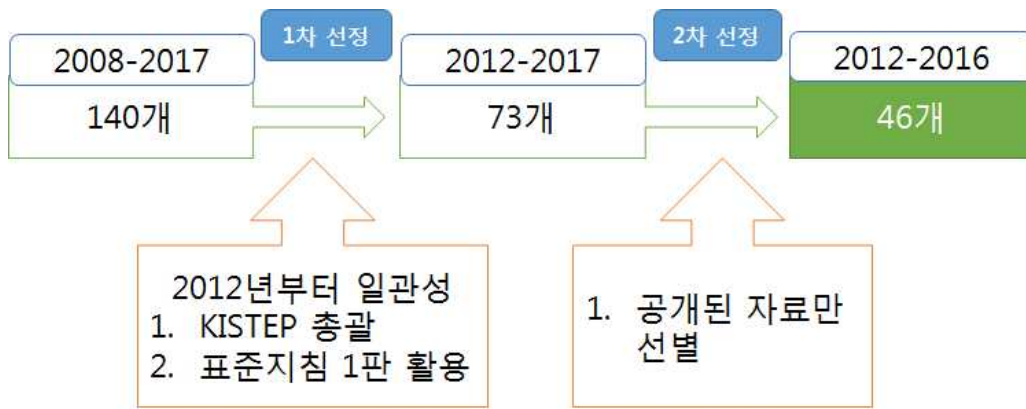 1차 선정
2차 선정
2008-2017
2012-2017
2012-2016
140개
73개
46개
2012년부터 일관성
1. KISTEP 총괄
2. 표준지침 1판 활용
1. 공개된 자료만
선별